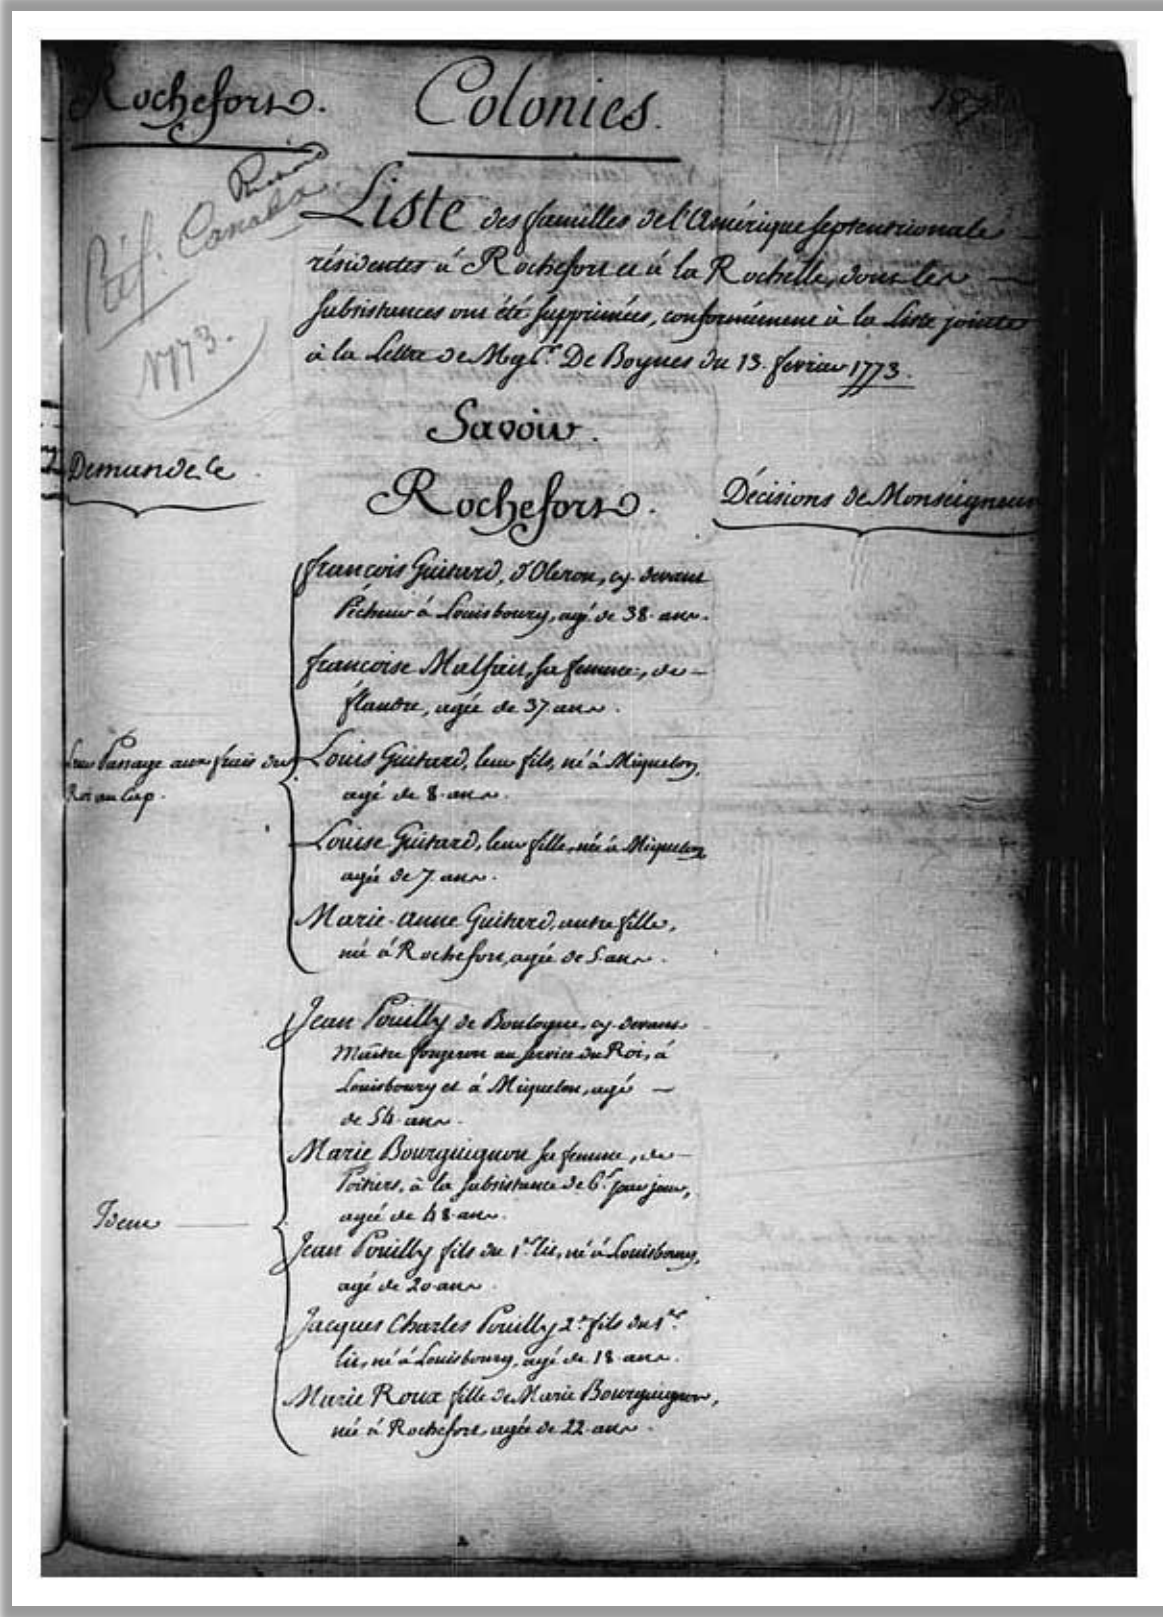 Rochefort.
Colonies.
187
Réf. Canada
1773.
Liste des familles de l'Amérique septentrionale
résidentes à Rochefort et à la Rochelle, dont les
subsistances ont été supprimées, conformément à la Liste jointe
à la Lettre de Mgr. De Boynes du 13. fevrier 1773.
Savoir.
Demande de
Rochefort.
Décisions de Monseigneur
françois Guitard, d'Oleron, cy devant
Pécheur à Louisbourg, agé de 38. ans.
françoise Malfait, sa femme, de
flandre, agée de 37 ans.
Leur Passage aux frais du
Roi au Cap.
Louis Guitard, leur fils, né à Miquelon,
agé de 8. ans.
Louise Guitard, leur fille, née à Miquelon
agée de 7. ans.
Marie-Anne Guitard, autre fille,
née à Rochefort, agée de 5. ans.
Jean Pouilly de Boulogne, cy devant
Maitre forgeron au service du Roi, à
Louisbourg et à Miquelon, agé
de 54. ans.
Marie Bourguignon sa femme, de
Poitiers, à la subsistance de 6.s par jour,
agée de 48. ans.
Idem
Jean Pouilly fils du 1er. lit, né à Louisbourg,
agé de 20 ans.
Jacques Charles Pouilly 2e. fils du 1er.
lit, né à Louisbourg, agé de 18. ans.
Marie Roux fille de Marie Bourguignon,
née à Rochefort, agée de 22. ans.